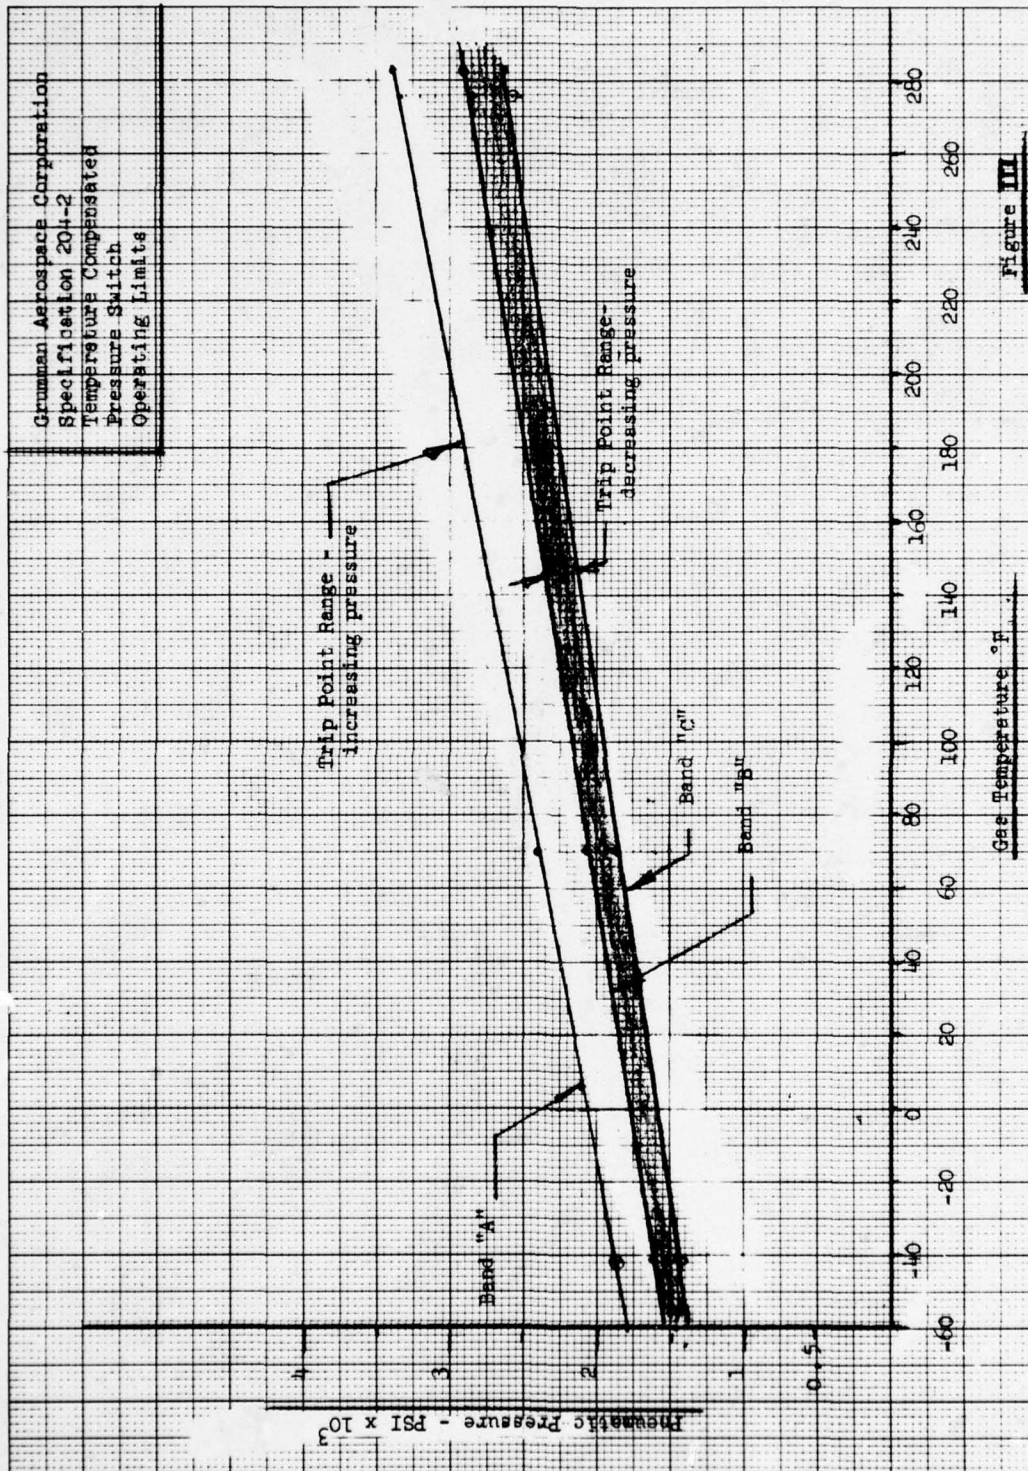 Grumman Aerospace Corporation
Specification 204-2
Temperature Compensated
Pressure Switch
Operating Limits
Trip Point Range -
increasing pressure
Trip Point Range-
decreasing pressure
Band "A"
Band "C"
Band "B"
Pneumatic Pressure - PSI x 10³
4
3
2
1
0.5
-60
-40
-20
0
20
40
60
80
100
120
140
160
180
200
220
240
260
280
Gas Temperature °F
Figure III